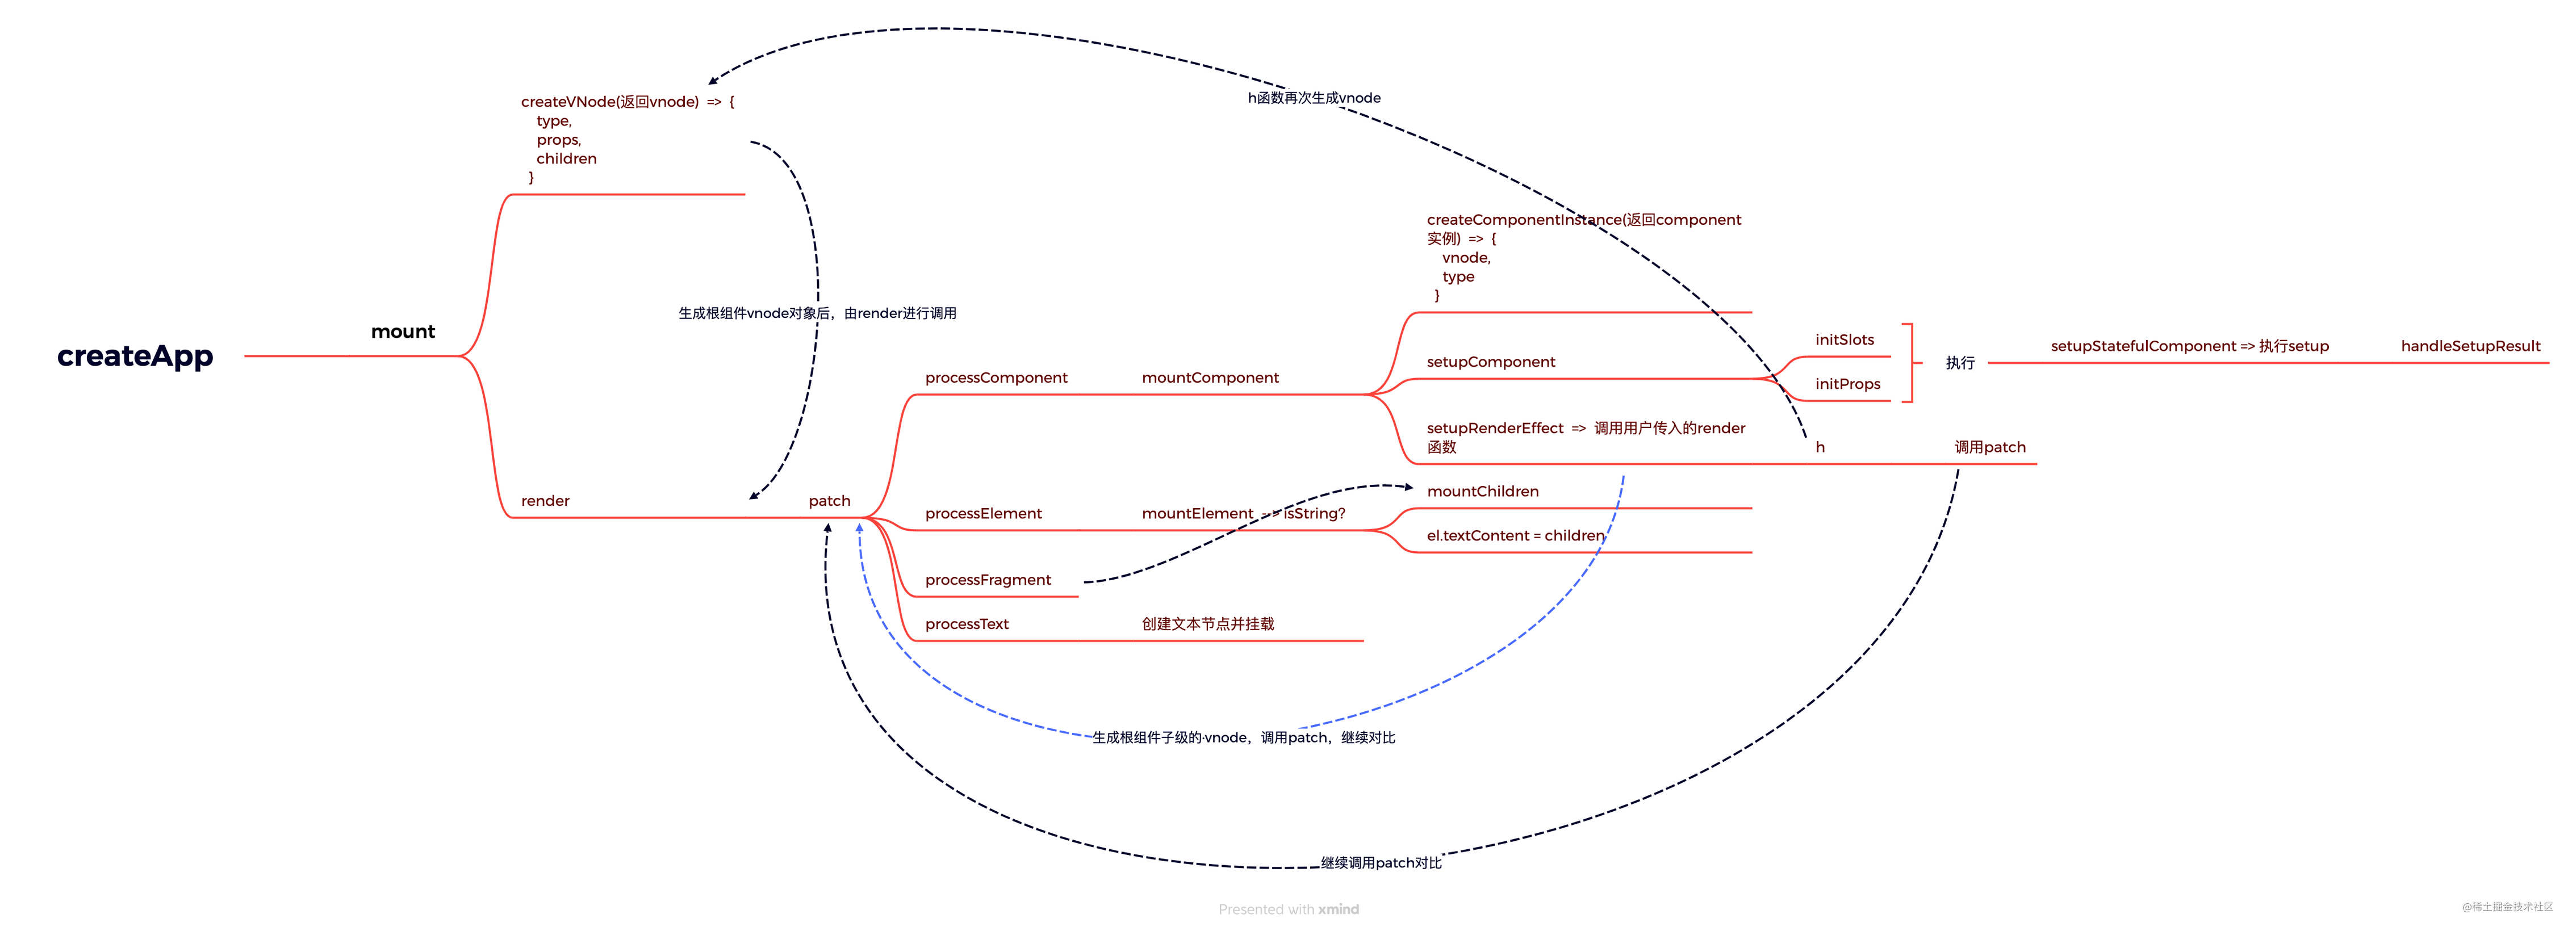 createApp
mount
createVNode(返回vnode) => {
type,
props,
children
}
h函数再次生成vnode
生成根组件vnode对象后，由render进行调用
render
patch
processComponent
mountComponent
createComponentInstance(返回component
实例) => {
vnode,
type
}
setupComponent
initSlots
initProps
执行
setupStatefulComponent => 执行setup
handleSetupResult
setupRenderEffect => 调用用户传入的render
函数
h
调用patch
processElement
mountElement --> isString?
mountChildren
el.textContent = children
processFragment
processText
创建文本节点并挂载
生成根组件子级的·vnode，调用patch，继续对比
继续调用patch对比
Presented with xmind
@稀土掘金技术社区